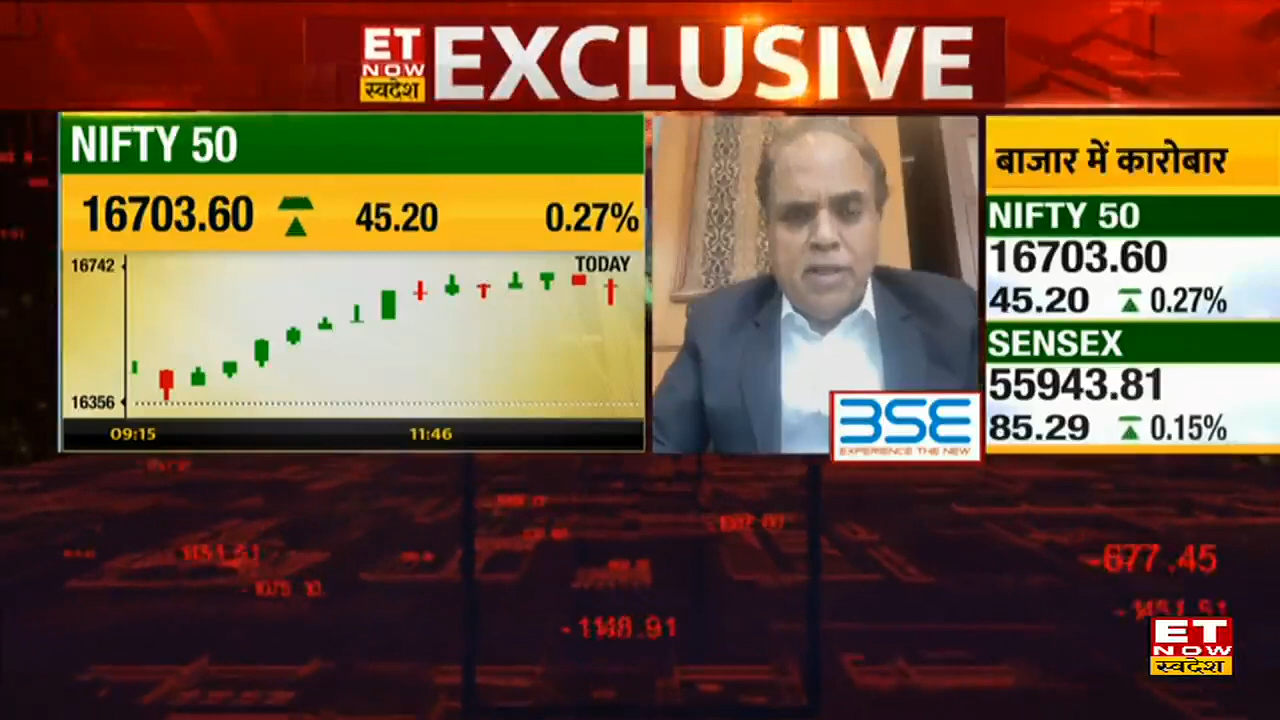 ET
NOW
स्वदेश
EXCLUSIVE
NIFTY 50
16703.60 45.20 0.27%
16742
TODAY
16356
09:15 11:46
BSE
EXPERIENCE THE NEW
बाजार में कारोबार
NIFTY 50
16703.60
45.20 0.27%
SENSEX
55943.81
85.29 0.15%
-677.45
-1148.91
ET
NOW
स्वदेश